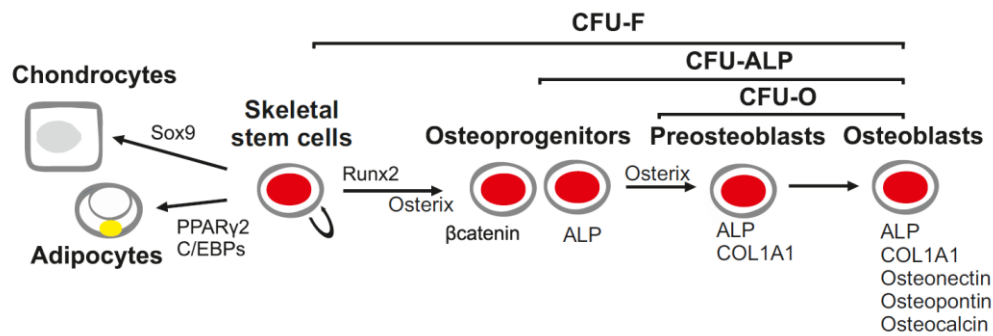 CFU-F
CFU-ALP
CFU-O
Chondrocytes
Sox9
Skeletal
stem cells
Osteoprogenitors
Preosteoblasts
Osteoblasts
Runx2
Osterix
Osterix
PPARγ2
C/EBPs
Adipocytes
βcatenin
ALP
ALP
COL1A1
ALP
COL1A1
Osteonectin
Osteopontin
Osteocalcin